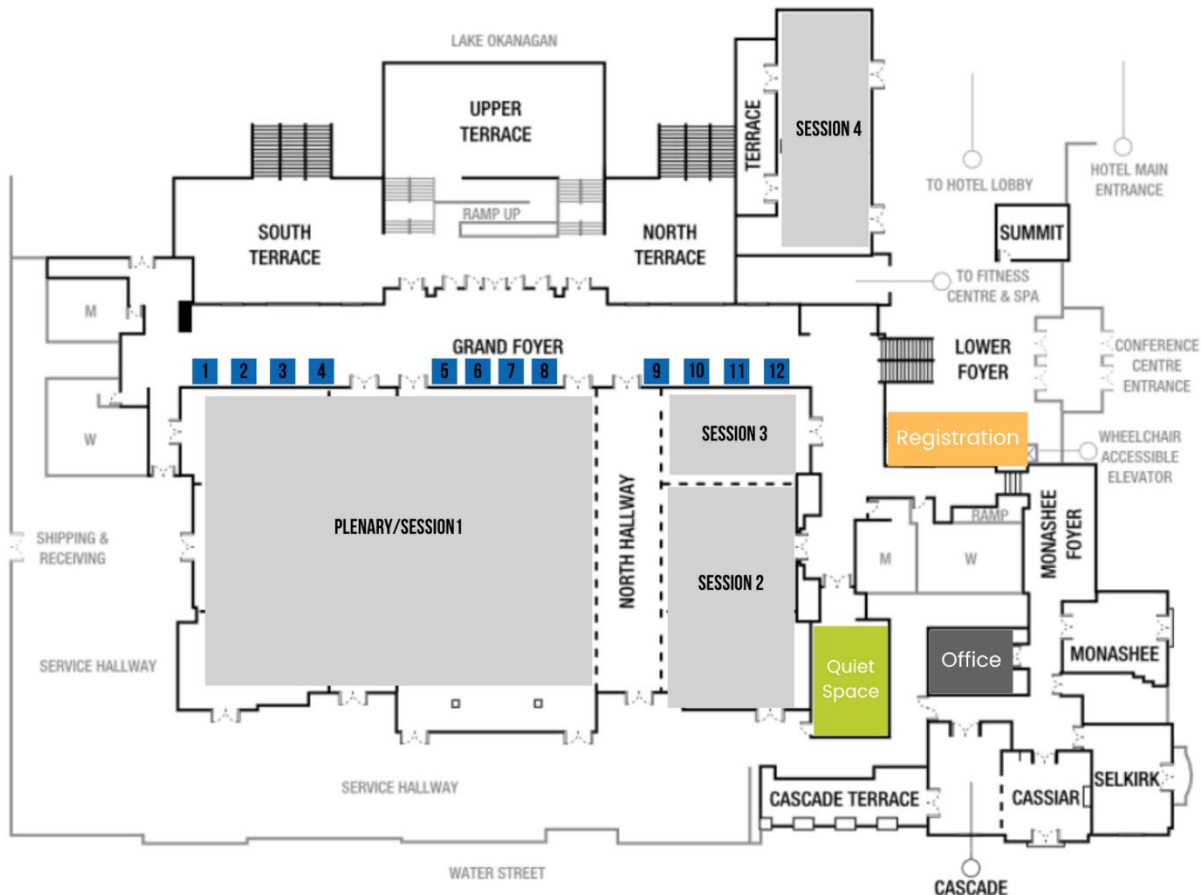 LAKE OKANAGAN
UPPER
TERRACE
TERRACE
SESSION 4
TO HOTEL LOBBY
HOTEL MAIN
ENTRANCE
RAMP UP
SOUTH
TERRACE
NORTH
TERRACE
SUMMIT
TO FITNESS
CENTRE & SPA
M
GRAND FOYER
LOWER
FOYER
CONFERENCE
CENTRE
ENTRANCE
1 2 3 4 5 6 7 8 9 10 11 12
W
SESSION 3
Registration
WHEELCHAIR
ACCESSIBLE
ELEVATOR
PLENARY/SESSION1
NORTH HALLWAY
RAMP
MONASHEE
FOYER
SHIPPING &
RECEIVING
SESSION 2
M
W
SERVICE HALLWAY
Quiet
Space
Office
MONASHEE
SERVICE HALLWAY
CASCADE TERRACE
CASSIAR
SELKIRK
WATER STREET
CASCADE